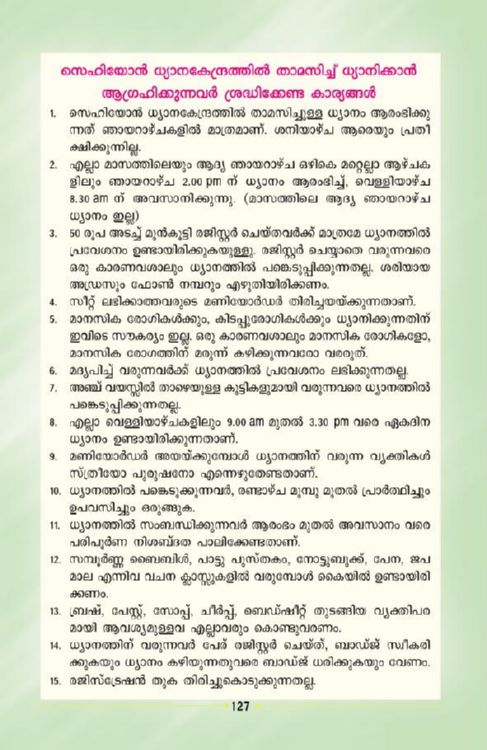 സെഹിയോൻ ധ്യാനകേന്ദ്രത്തിൽ താമസിച്ച് ധ്യാനിക്കാൻ
ആഗ്രഹിക്കുന്നവർ ശ്രദ്ധിക്കേണ്ട കാര്യങ്ങൾ
1. സെഹിയോൻ ധ്യാനകേന്ദ്രത്തിൽ താമസിച്ചുള്ള ധ്യാനം ആരംഭിക്കു
ന്നത് ഞായറാഴ്ചകളിൽ മാത്രമാണ്. ശനിയാഴ്ച ആരെയും പ്രതീ
ക്ഷിക്കുന്നില്ല.
2. എല്ലാ മാസത്തിലെയും ആദ്യ ഞായറാഴ്ച ഒഴികെ മറ്റെല്ലാ ആഴ്ചക
ളിലും ഞായറാഴ്ച 2.00 pm ന് ധ്യാനം ആരംഭിച്ച്, വെള്ളിയാഴ്ച
8.30 am ന് അവസാനിക്കുന്നു. (മാസത്തിലെ ആദ്യ ഞായറാഴ്ച
ധ്യാനം ഇല്ല)
3. 50 രൂപ അടച്ച് മുൻകൂട്ടി രജിസ്റ്റർ ചെയ്തവർക്ക് മാത്രമേ ധ്യാനത്തിൽ
പ്രവേശനം ഉണ്ടായിരിക്കുകയുള്ളു. രജിസ്റ്റർ ചെയ്യാതെ വരുന്നവരെ
ഒരു കാരണവശാലും ധ്യാനത്തിൽ പങ്കെടുപ്പിക്കുന്നതല്ല. ശരിയായ
അഡ്രസും ഫോൺ നമ്പറും എഴുതിയിരിക്കണം.
4. സീറ്റ് ലഭിക്കാത്തവരുടെ മണിയോർഡർ തിരിച്ചയയ്ക്കുന്നതാണ്.
5. മാനസിക രോഗികൾക്കും, കിടപ്പുരോഗികൾക്കും ധ്യാനിക്കുന്നതിന്
ഇവിടെ സൗകര്യം ഇല്ല. ഒരു കാരണവശാലും മാനസിക രോഗികളോ,
മാനസിക രോഗത്തിന് മരുന്ന് കഴിക്കുന്നവരോ വരരുത്.
6. മദ്യപിച്ച് വരുന്നവർക്ക് ധ്യാനത്തിൽ പ്രവേശനം ലഭിക്കുന്നതല്ല.
7. അഞ്ച് വയസ്സിൽ താഴെയുള്ള കുട്ടികളുമായി വരുന്നവരെ ധ്യാനത്തിൽ
പങ്കെടുപ്പിക്കുന്നതല്ല.
8. എല്ലാ വെള്ളിയാഴ്ചകളിലും 9.00 am മുതൽ 3.30 pm വരെ ഏകദിന
ധ്യാനം ഉണ്ടായിരിക്കുന്നതാണ്.
9. മണിയോർഡർ അയയ്ക്കുമ്പോൾ ധ്യാനത്തിന് വരുന്ന വ്യക്തികൾ
സ്ത്രീയോ പുരുഷനോ എന്നെഴുതേണ്ടതാണ്.
10. ധ്യാനത്തിൽ പങ്കെടുക്കുന്നവർ, രണ്ടാഴ്ച മുമ്പു മുതൽ പ്രാർത്ഥിച്ചും
ഉപവസിച്ചും ഒരുങ്ങുക.
11. ധ്യാനത്തിൽ സംബന്ധിക്കുന്നവർ ആരംഭം മുതൽ അവസാനം വരെ
പരിപൂർണ നിശബ്ദത പാലിക്കേണ്ടതാണ്.
12. സമ്പൂർണ്ണ ബൈബിൾ, പാട്ടു പുസ്തകം, നോട്ടുബുക്ക്, പേന, ജപ
മാല എന്നിവ വചന ക്ലാസ്സുകളിൽ വരുമ്പോൾ കൈയിൽ ഉണ്ടായിരി
ക്കണം.
13. ബ്രഷ്, പേസ്റ്റ്, സോപ്പ്, ചീർപ്പ്, ബെഡ്ഷീറ്റ് തുടങ്ങിയ വ്യക്തിപര
മായി ആവശ്യമുള്ളവ എല്ലാവരും കൊണ്ടുവരണം.
14. ധ്യാനത്തിന് വരുന്നവർ പേര് രജിസ്റ്റർ ചെയ്ത്, ബാഡ്ജ് സ്വീകരി
ക്കുകയും ധ്യാനം കഴിയുന്നതുവരെ ബാഡ്ജ് ധരിക്കുകയും വേണം.
15. രജിസ്ട്രേഷൻ തുക തിരിച്ചുകൊടുക്കുന്നതല്ല.
127